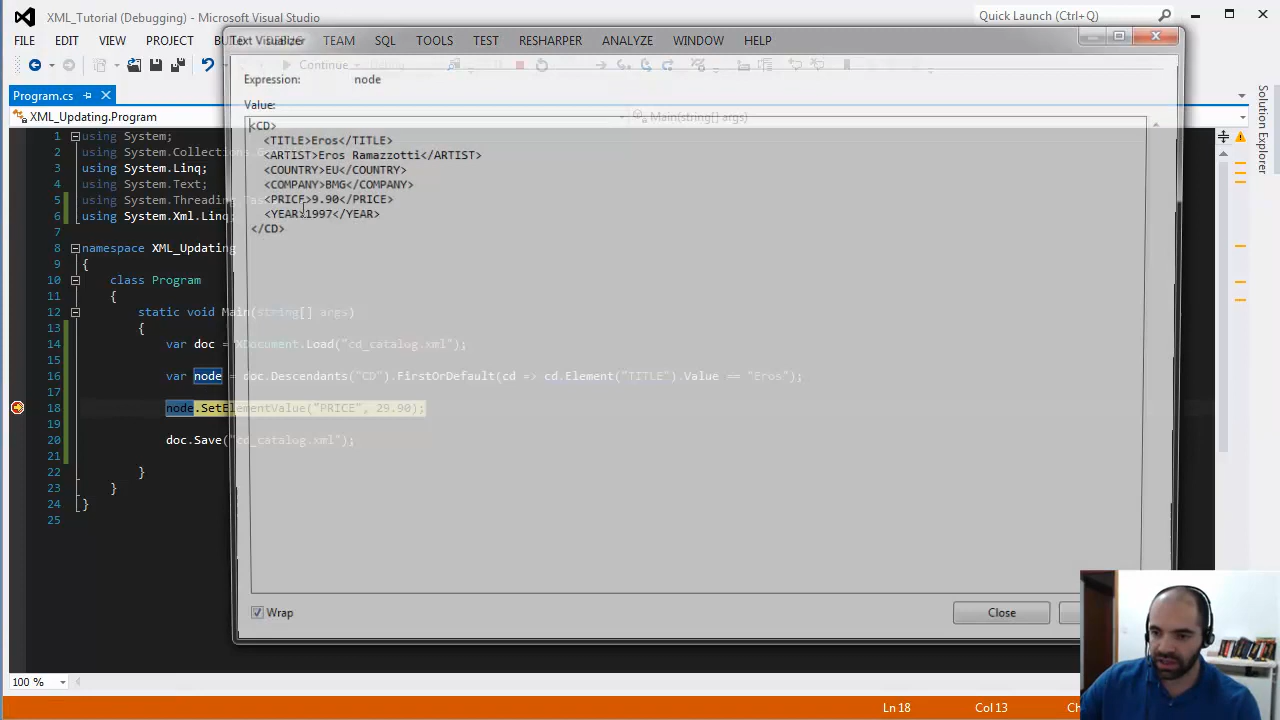 XML_Tutorial (Debugging) - Microsoft Visual Studio
Quick Launch (Ctrl+Q)
FILE EDIT VIEW PROJECT DEBUG TEAM SQL TOOLS TEST RESHARPER ANALYZE WINDOW HELP
Text Visualizer
Continue
Expression: node
Program.cs
Value:
XML_Updating.Program
Main(string[] args)
<CD>
<TITLE>Eros</TITLE>
<ARTIST>Eros Ramazzotti</ARTIST>
<COUNTRY>EU</COUNTRY>
<COMPANY>BMG</COMPANY>
<PRICE>9.90</PRICE>
<YEAR>1997</YEAR>
</CD>
Wrap
Close
Solution Explorer
1 using System;
2 using System.Collections
3 using System.Linq;
4 using System.Text;
5 using System.Threading
6 using System.Xml.Linq;
7
8 namespace XML_Updating
9 {
10 class Program
11 {
12 static void Main(string[] args)
13 {
14 var doc = XDocument.Load("cd_catalog.xml");
15
16 var node = doc.Descendants("CD").FirstOrDefault(cd => cd.Element("TITLE").Value == "Eros");
17
18 node.SetElementValue("PRICE", 29.90);
19
20 doc.Save("cd_catalog.xml");
21
22 }
23 }
24 }
25
100 %
Ln 18 Col 13